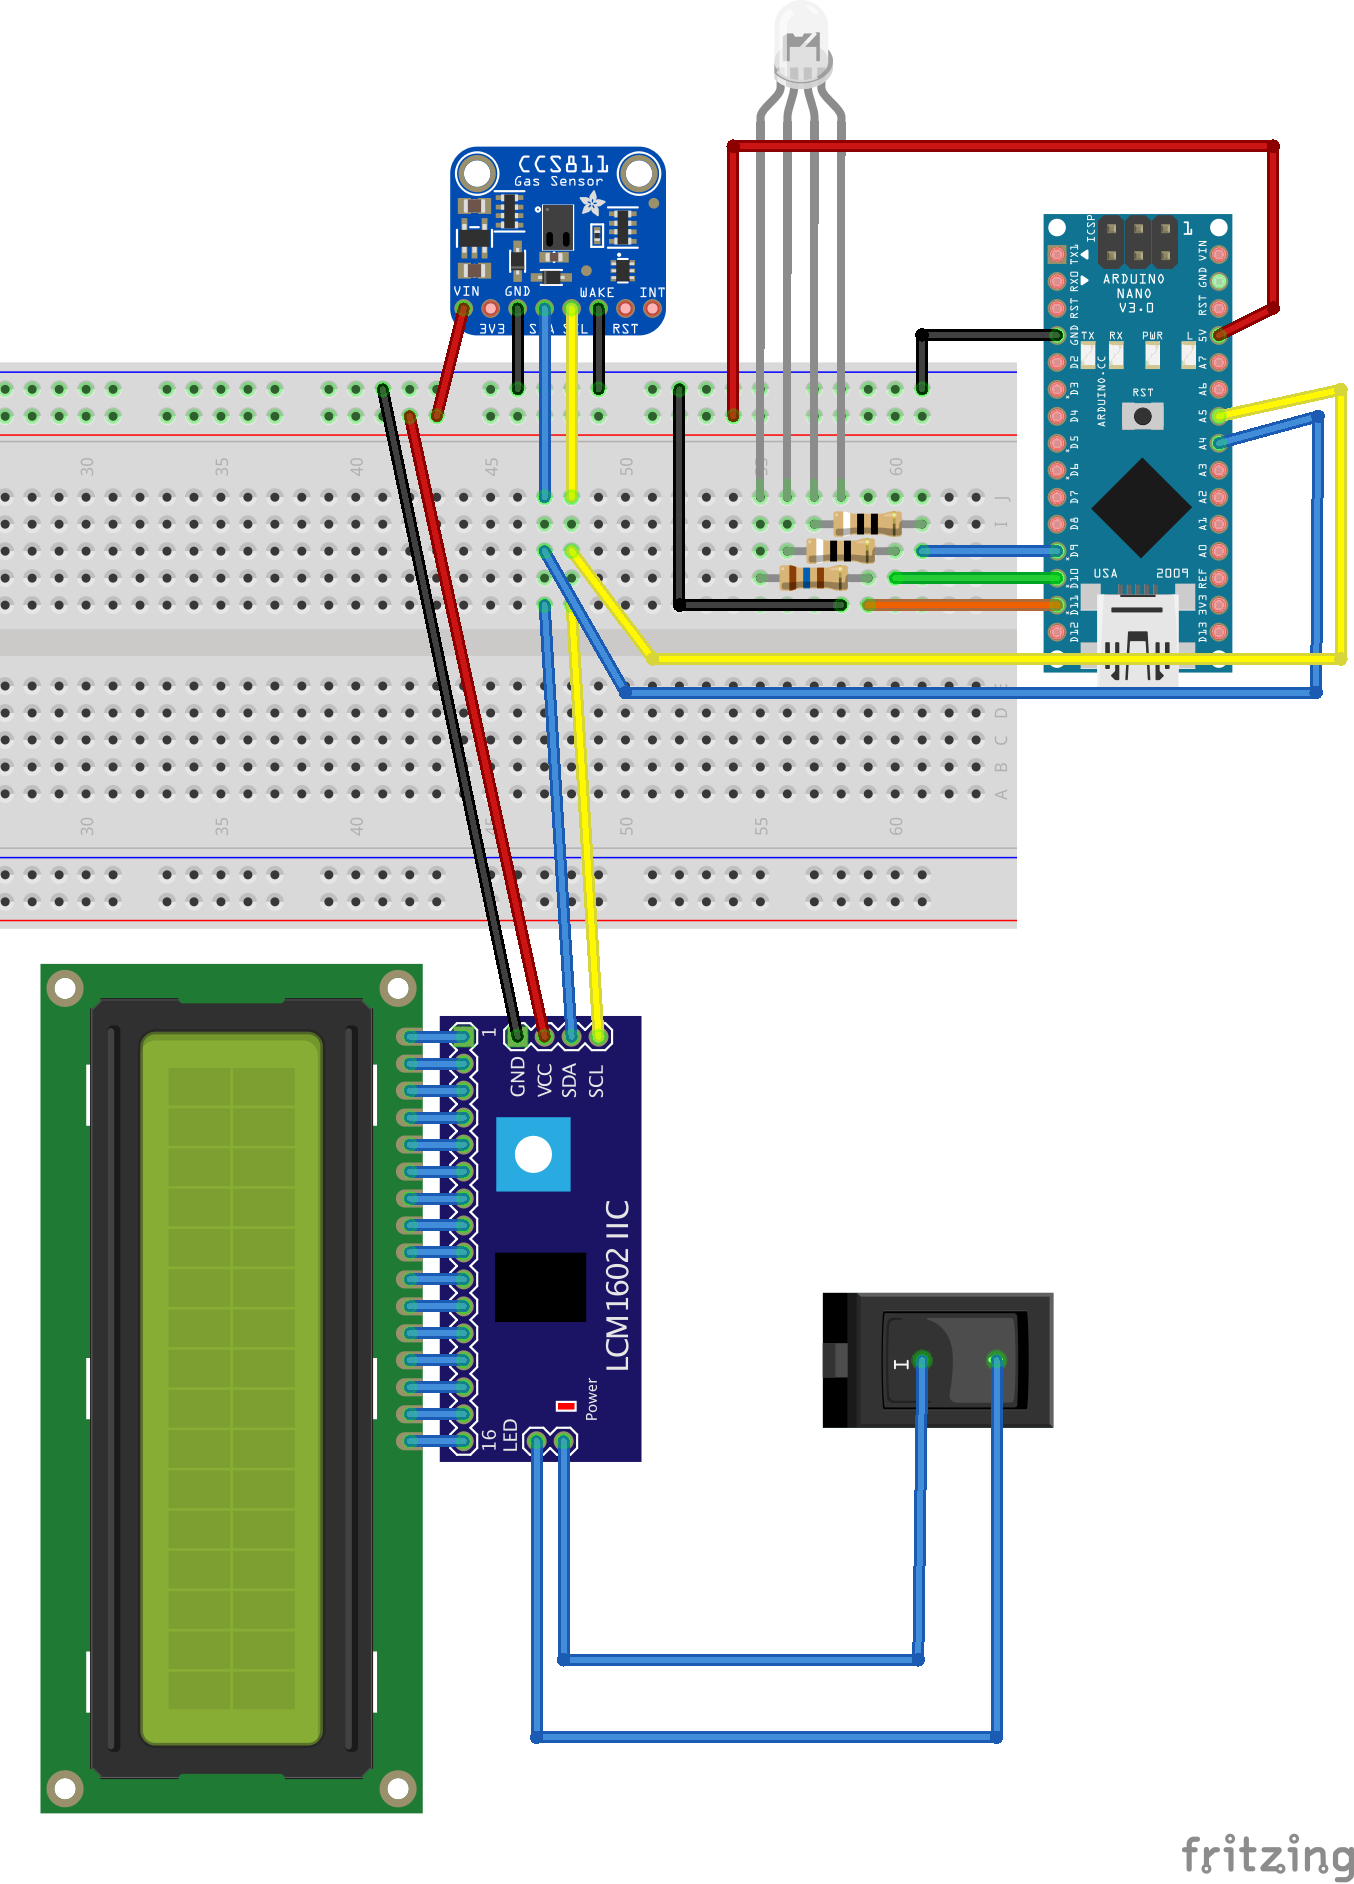 CCS811
Gas Sensor
VIN
GND
WAKE
INT
3V3
SDA
SCL
RST
ICSP
1
ARDUINO
NANO
V3.0
TX
RX
PWR
L
RST
ARDUINO.CC
USA
2009
TX1
RX0
RST
GND
D2
D3
D4
D5
D6
D7
D8
D9
D10
D11
D12
VIN
GND
RST
5V
A7
A6
A5
A4
A3
A2
A1
A0
REF
3V3
D13
30
35
40
45
50
55
60
J
I
E
D
C
B
A
30
35
40
45
50
55
60
1
GND
VCC
SDA
SCL
LCM1602 IIC
Power
16
LED
I
fritzing